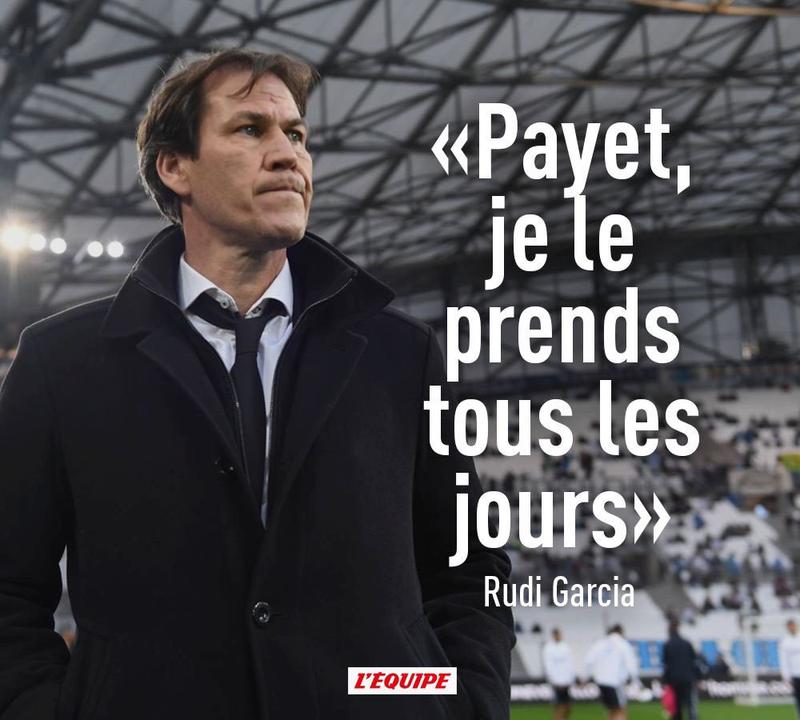 «Payet,
je le
prends
tous les
jours»
Rudi Garcia
L'ÉQUIPE